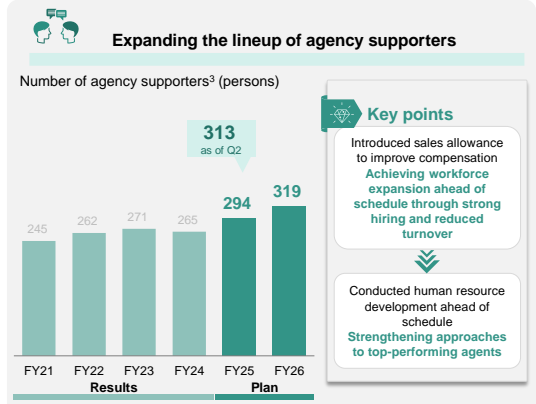 Expanding the lineup of agency supporters
Number of agency supporters³ (persons)
313
as of Q2
245
262
271
265
294
319
FY21
FY22
FY23
FY24
FY25
FY26
Results
Plan
Key points
Introduced sales allowance
to improve compensation
Achieving workforce
expansion ahead of
schedule through strong
hiring and reduced
turnover
Conducted human resource
development ahead of
schedule
Strengthening approaches
to top-performing agents